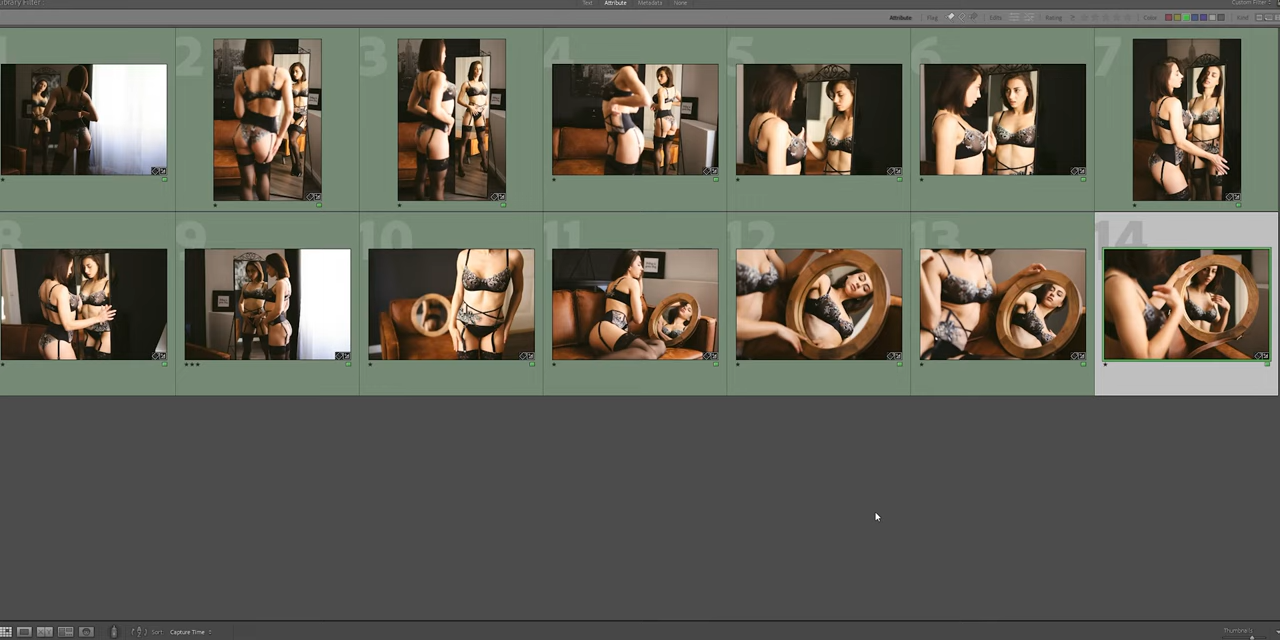 Library Filter
Text Attribute Metadata None
Custom Filter
Attribute Flag Edits Rating Color Kind
1 2 3 4 5 6 7
8 9 10 11 12 13 14
Sort: Capture Time
Thumbnails